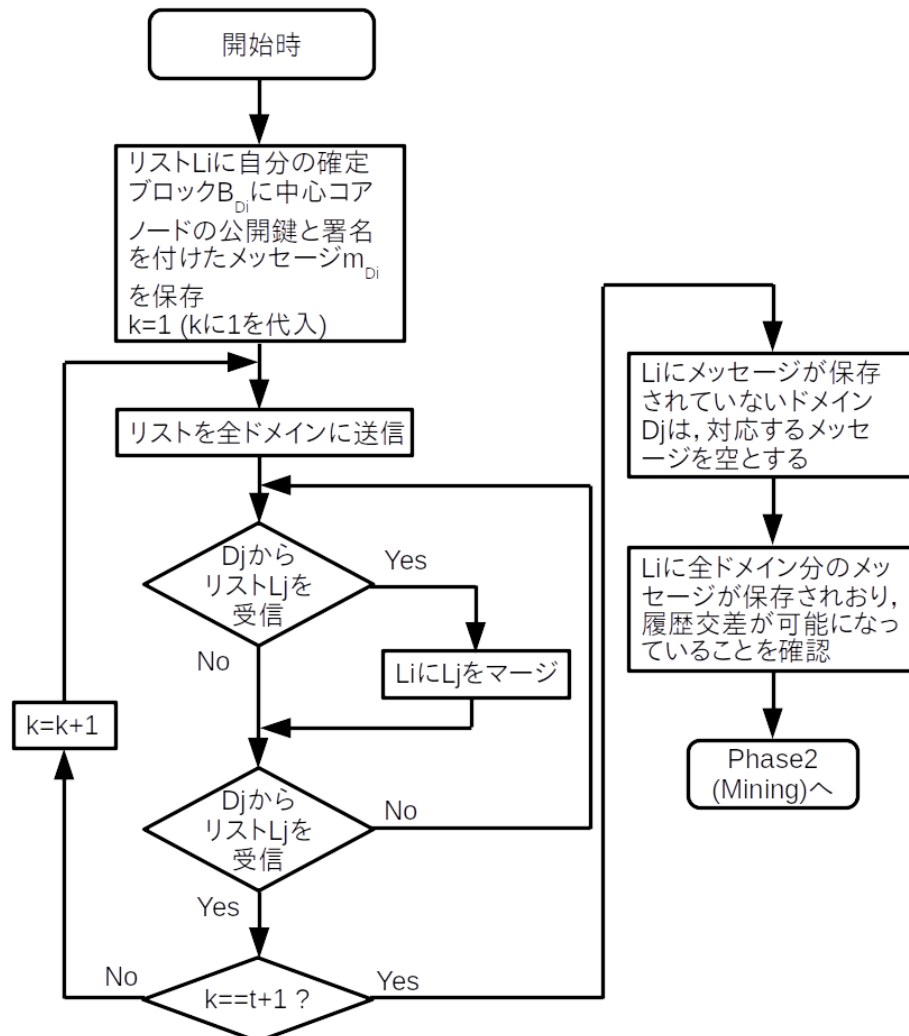 開始時
リストLiに自分の確定
ブロックB_Diに中心コア
ノードの公開鍵と署名
を付けたメッセージm_Di
を保存
k=1 (kに1を代入)
リストを全ドメインに送信
Djから
リストLjを
受信
Yes
No
LiにLjをマージ
k=k+1
Djから
リストLjを
受信
No
Yes
k==t+1 ?
No
Yes
Liにメッセージが保存
されていないドメイン
Djは，対応するメッセ
ージを空とする
Liに全ドメイン分のメッ
セージが保存されおり，
履歴交差が可能になっ
ていることを確認
Phase2
(Mining)へ